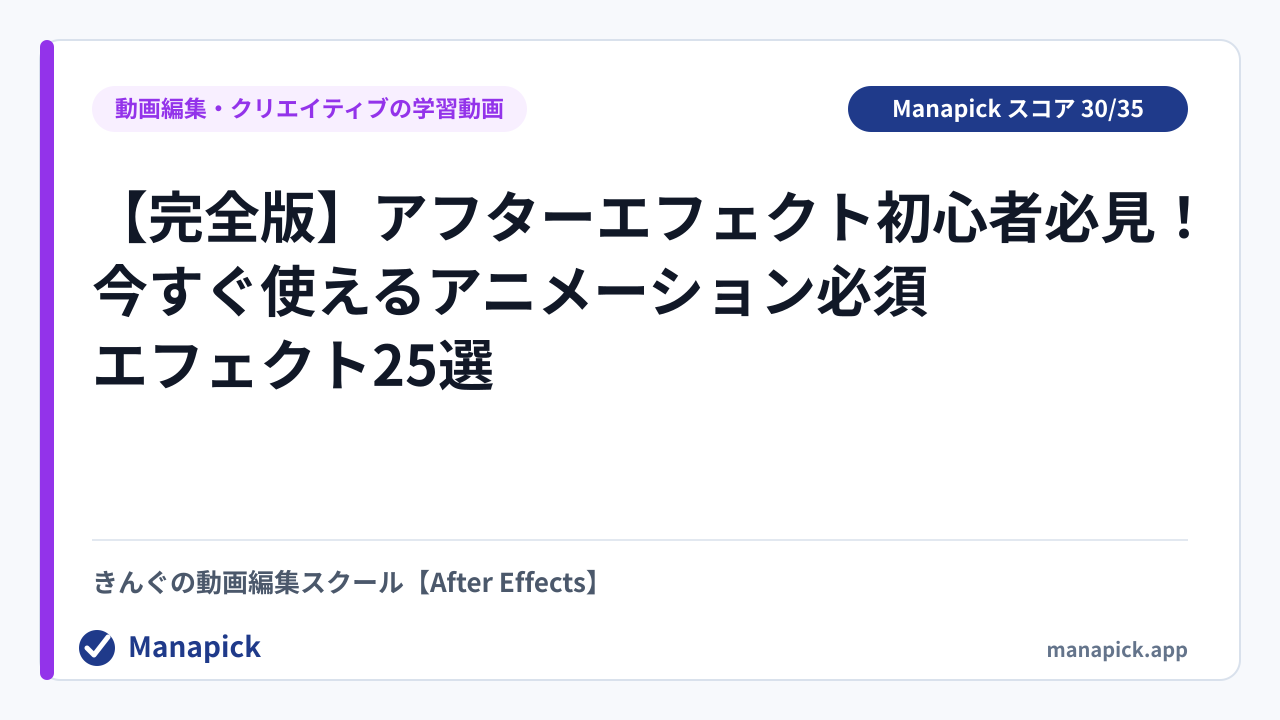 動画編集・クリエイティブの学習動画
Manapick スコア 30/35
【完全版】アフターエフェクト初心者必見！
今すぐ使えるアニメーション必須
エフェクト25選
きんぐの動画編集スクール【After Effects】
Manapick
manapick.app